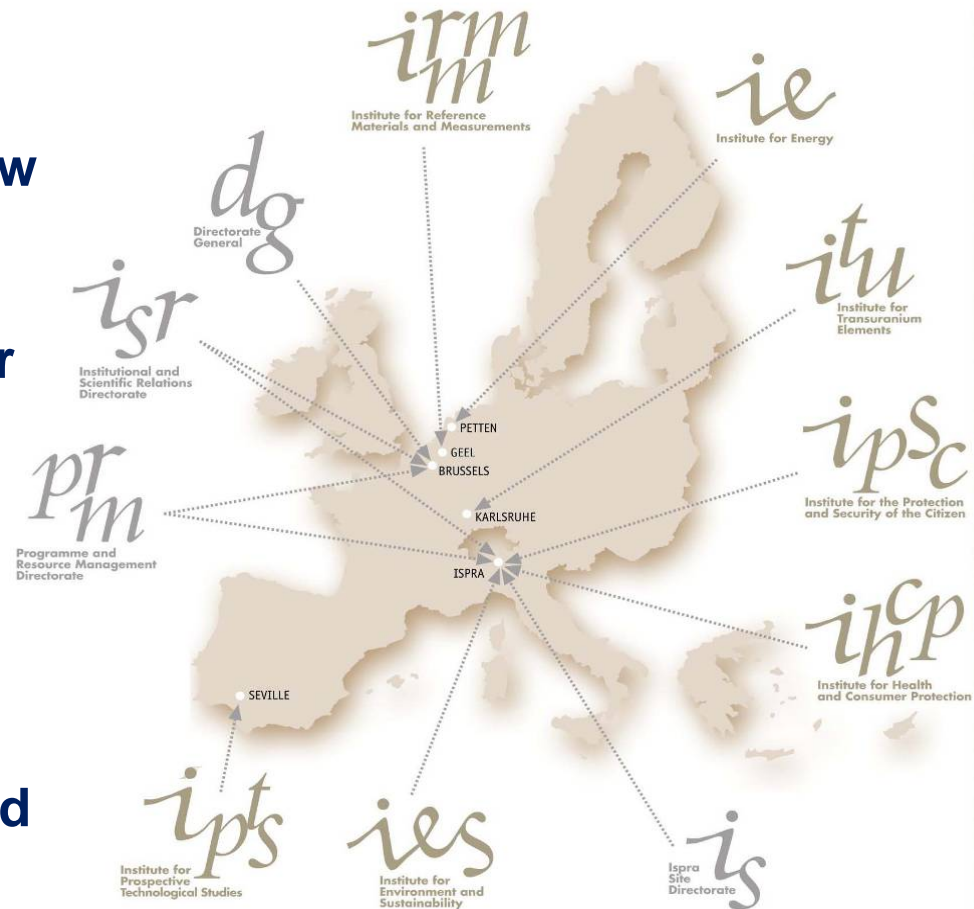 irm
m
Institute for Reference
Materials and Measurements
ie
Institute for Energy
w
dg
Directorate
General
itu
Institute for
Transuranium
Elements
isr
Institutional and
Scientific Relations
Directorate
r
ipsc
Institute for the Protection
and Security of the Citizen
PETTEN
GEEL
BRUSSELS
KARLSRUHE
ISPRA
SEVILLE
prm
Programme and
Resource Management
Directorate
ihcp
Institute for Health
and Consumer Protection
d
ipts
Institute for
Prospective
Technological Studies
ies
Institute for
Environment and
Sustainability
is
Ispra
Site
Directorate